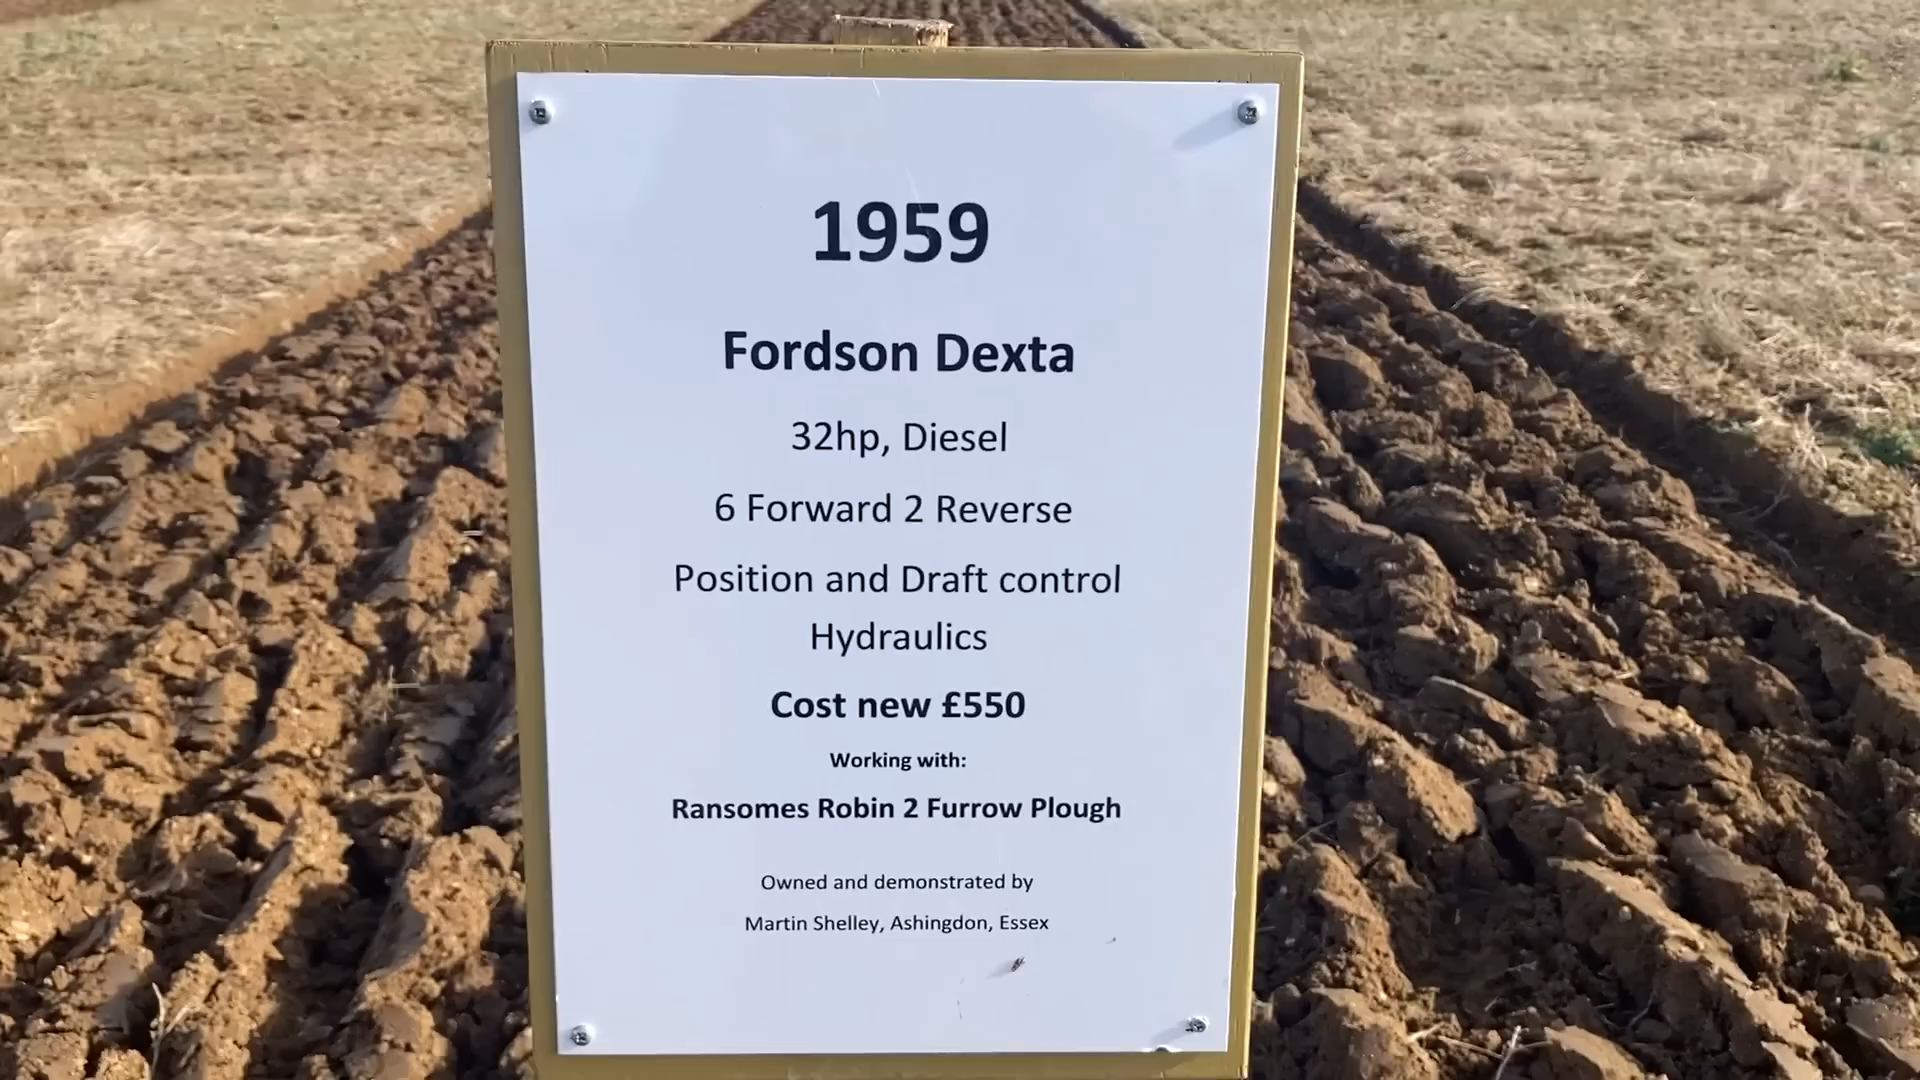 1959
Fordson Dexta
32hp, Diesel
6 Forward 2 Reverse
Position and Draft control
Hydraulics
Cost new £550
Working with:
Ransomes Robin 2 Furrow Plough
Owned and demonstrated by
Martin Shelley, Ashingdon, Essex